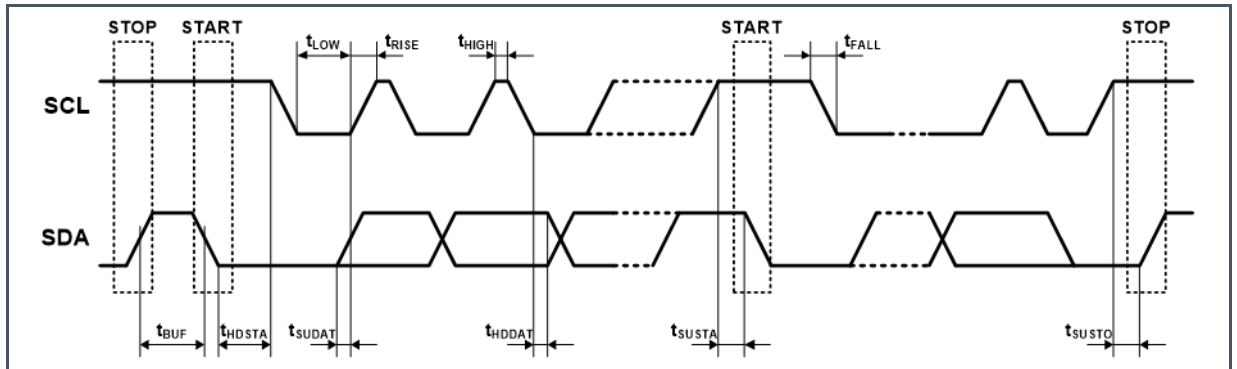 STOP START START STOP
tLOW tRISE tHIGH tFALL
SCL
SDA
tBUF tHDSTA tSUDAT tHDDAT tSUSTA tSUSTO